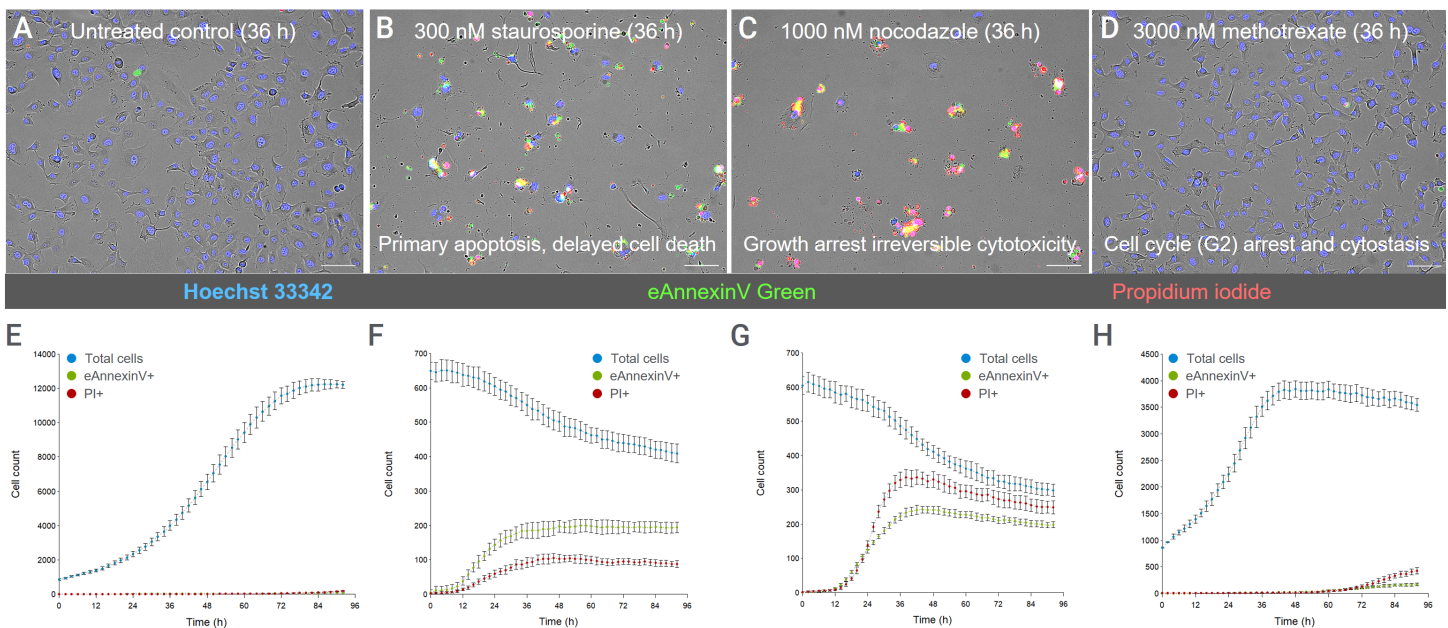 A
Untreated control (36 h)
B
300 nM staurosporine (36 h)
Primary apoptosis, delayed cell death
C
1000 nM nocodazole (36 h)
Growth arrest irreversible cytotoxicity
D
3000 nM methotrexate (36 h)
Cell cycle (G2) arrest and cytostasis
Hoechst 33342
eAnnexinV Green
Propidium iodide
E
Total cells
eAnnexinV+
PI+
Cell count
14000
12000
10000
8000
6000
4000
2000
0
0 12 24 36 48 60 72 84 96
Time (h)
F
Total cells
eAnnexinV+
PI+
Cell count
700
600
500
400
300
200
100
0
0 12 24 36 48 60 72 84 96
Time (h)
G
Total cells
eAnnexinV+
PI+
Cell count
700
600
500
400
300
200
100
0
0 12 24 36 48 60 72 84 96
Time (h)
H
Total cells
eAnnexinV+
PI+
Cell count
4500
4000
3500
3000
2500
2000
1500
1000
500
0
0 12 24 36 48 60 72 84 96
Time (h)